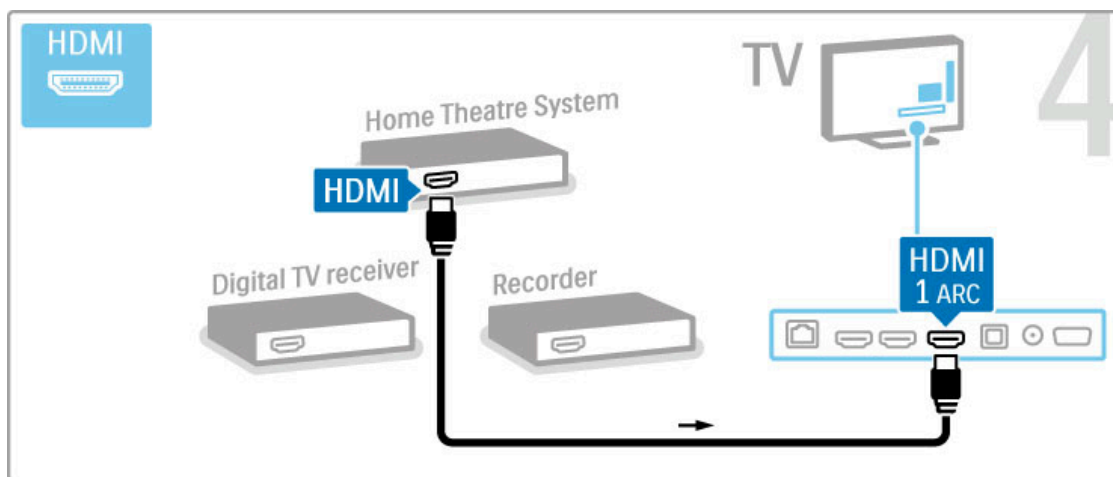 HDMI
TV
4
Home Theatre System
HDMI
Digital TV receiver
Recorder
HDMI
1 ARC